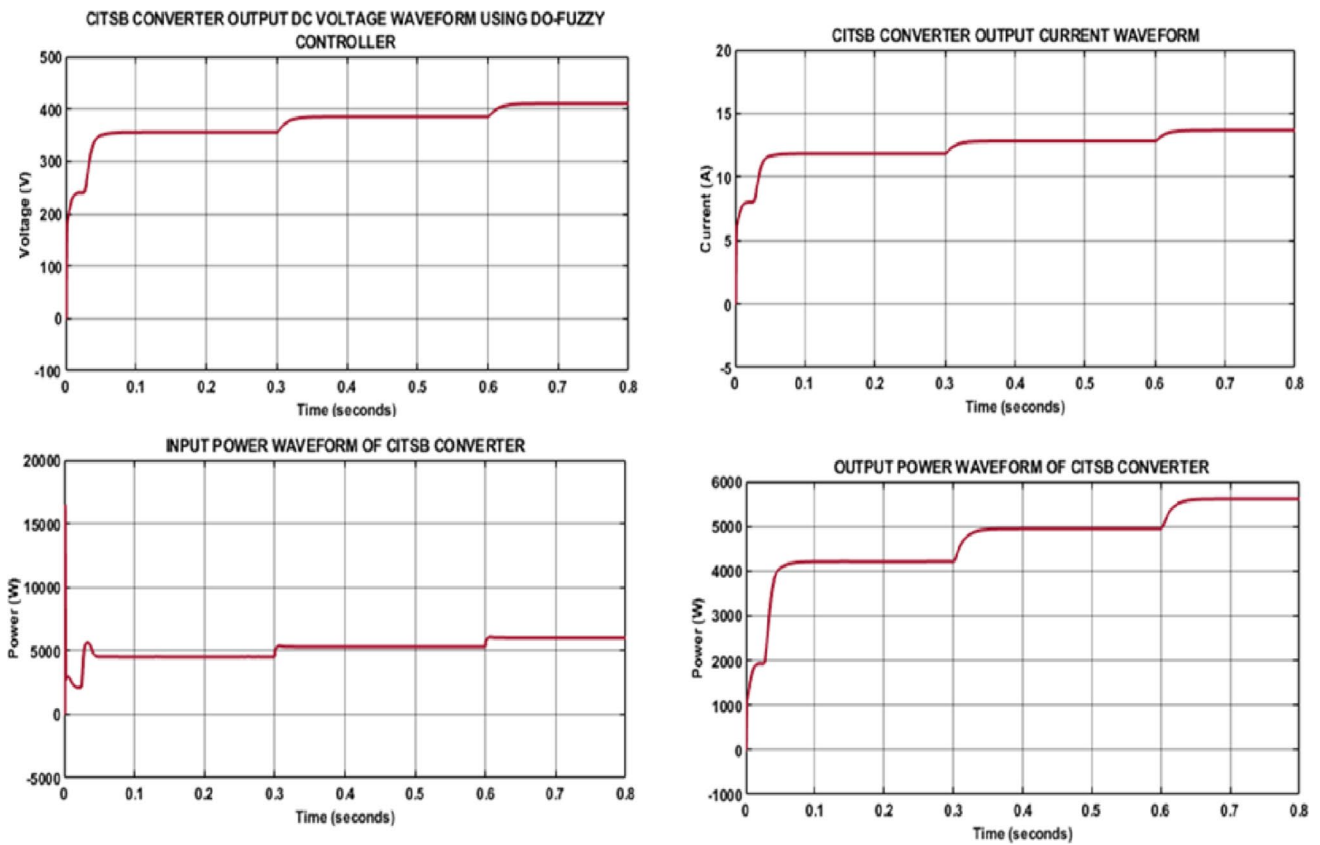 CITSB CONVERTER OUTPUT DC VOLTAGE WAVEFORM USING DO-FUZZY
CONTROLLER
500
400
300
200
100
0
-100
Voltage (V)
0 0.1 0.2 0.3 0.4 0.5 0.6 0.7 0.8
Time (seconds)
CITSB CONVERTER OUTPUT CURRENT WAVEFORM
20
15
10
5
0
-5
Current (A)
0 0.1 0.2 0.3 0.4 0.5 0.6 0.7 0.8
Time (seconds)
INPUT POWER WAVEFORM OF CITSB CONVERTER
20000
15000
10000
5000
0
-5000
Power (W)
0 0.1 0.2 0.3 0.4 0.5 0.6 0.7 0.8
Time (seconds)
OUTPUT POWER WAVEFORM OF CITSB CONVERTER
6000
5000
4000
3000
2000
1000
0
-1000
Power (W)
0 0.1 0.2 0.3 0.4 0.5 0.6 0.7 0.8
Time (seconds)